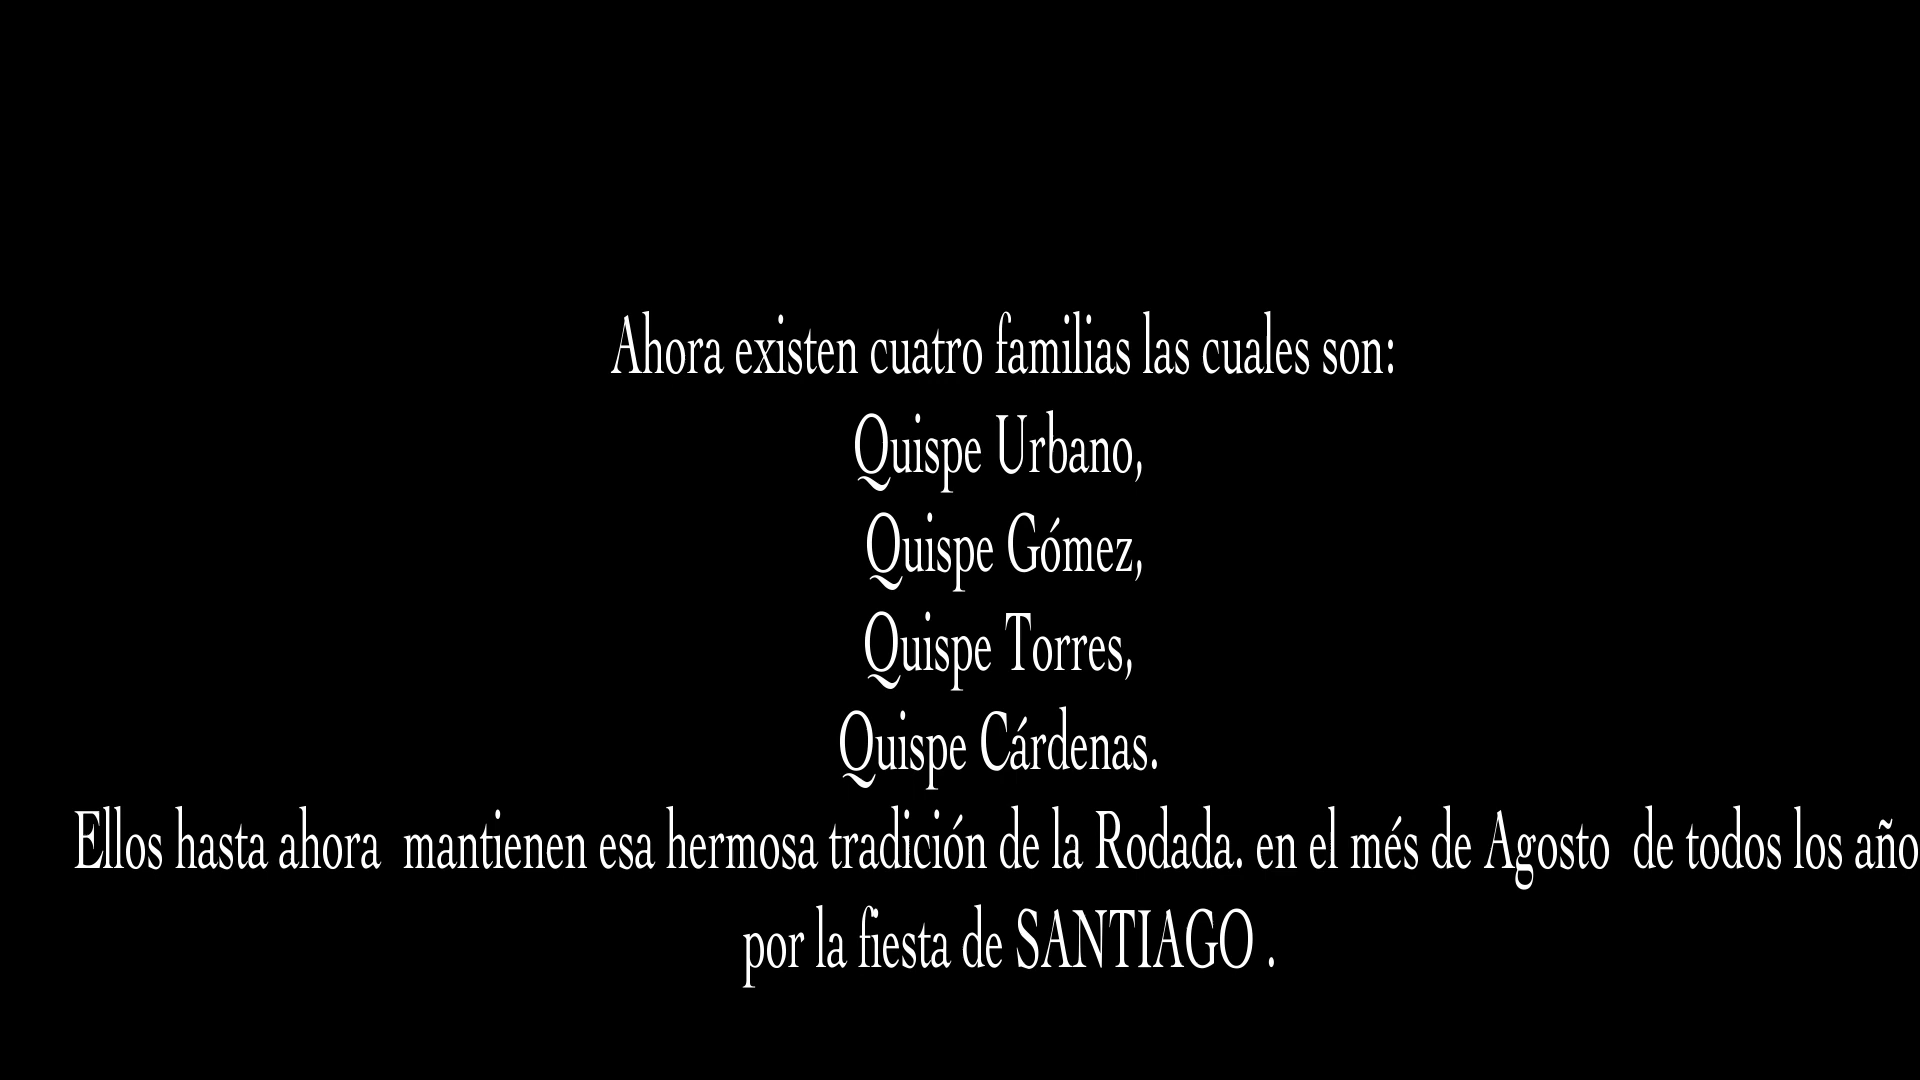 Ahora existen cuatro familias las cuales son:
Quispe Urbano,
Quispe Gómez,
Quispe Torres,
Quispe Cárdenas.
Ellos hasta ahora  mantienen esa hermosa tradición de la Rodada. en el més de Agosto  de todos los año
por la fiesta de SANTIAGO .